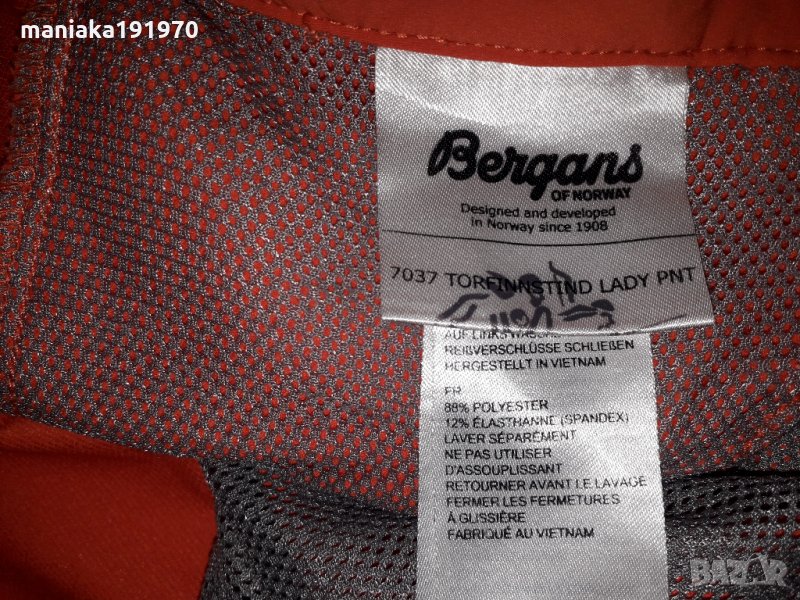 maniaka191970
Bergans
OF NORWAY
Designed and developed
in Norway since 1908
7037 TORFINNSTIND LADY PNT
AUF LINKS
REIßVERSCHLÜSSE SCHLIEßEN
HERGESTELLT IN VIETNAM
FR
88% POLYESTER
12% ÉLASTHANNE (SPANDEX)
LAVER SÉPARÉMENT
NE PAS UTILISER
D'ASSOUPLISSANT
RETOURNER AVANT LE LAVAGE
FERMER LES FERMETURES
À GLISSIÈRE
FABRIQUÉ AU VIETNAM
BAZAR